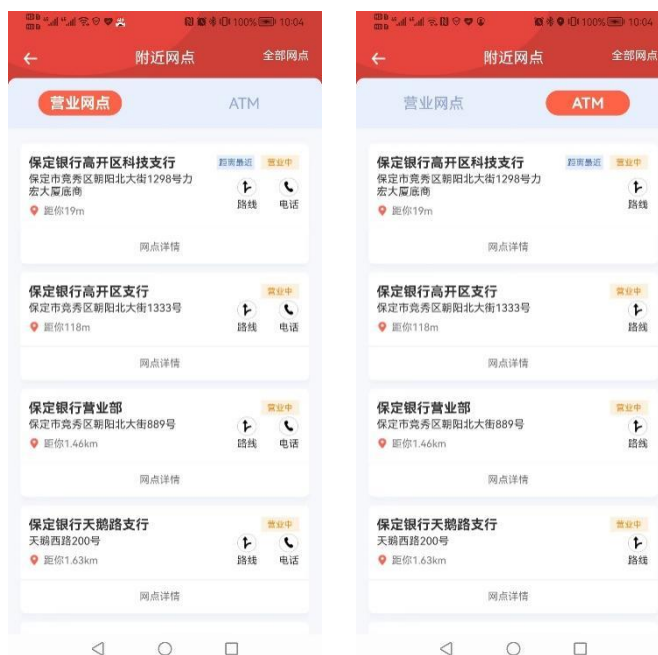 100% 10:04
附近网点
全部网点
营业网点
ATM
保定银行高开区科技支行
距离最近
营业中
保定市竞秀区朝阳北大街1298号力
宏大厦底商
距你19m
路线
电话
网点详情
保定银行高开区支行
营业中
保定市竞秀区朝阳北大街1333号
距你118m
路线
电话
网点详情
保定银行营业部
营业中
保定市竞秀区朝阳北大街889号
距你1.46km
路线
电话
网点详情
保定银行天鹅路支行
营业中
天鹅西路200号
距你1.63km
路线
电话
网点详情
100% 10:04
附近网点
全部网点
营业网点
ATM
保定银行高开区科技支行
距离最近
营业中
保定市竞秀区朝阳北大街1298号力
宏大厦底商
距你19m
路线
网点详情
保定银行高开区支行
营业中
保定市竞秀区朝阳北大街1333号
距你118m
路线
网点详情
保定银行营业部
营业中
保定市竞秀区朝阳北大街889号
距你1.46km
路线
网点详情
保定银行天鹅路支行
营业中
天鹅西路200号
距你1.63km
路线
网点详情